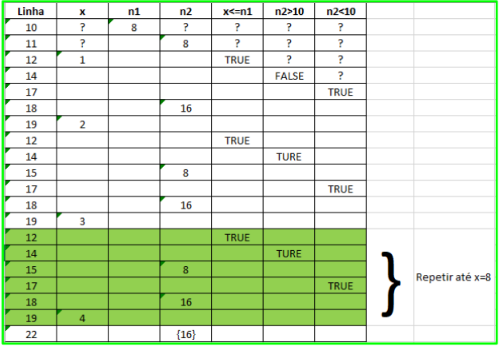 Linha x n1 n2 x<=n1 n2>10 n2<10
10 ? 8 ? ? ? ?
11 ? 8 ? ? ?
12 1 TRUE ? ?
14 FALSE ?
17 TRUE
18 16
19 2
12 TRUE
14 TURE
15 8
17 TRUE
18 16
19 3
12 TRUE
14 TURE
15 8
17 TRUE
18 16
19 4
22 {16}
} Repetir até x=8